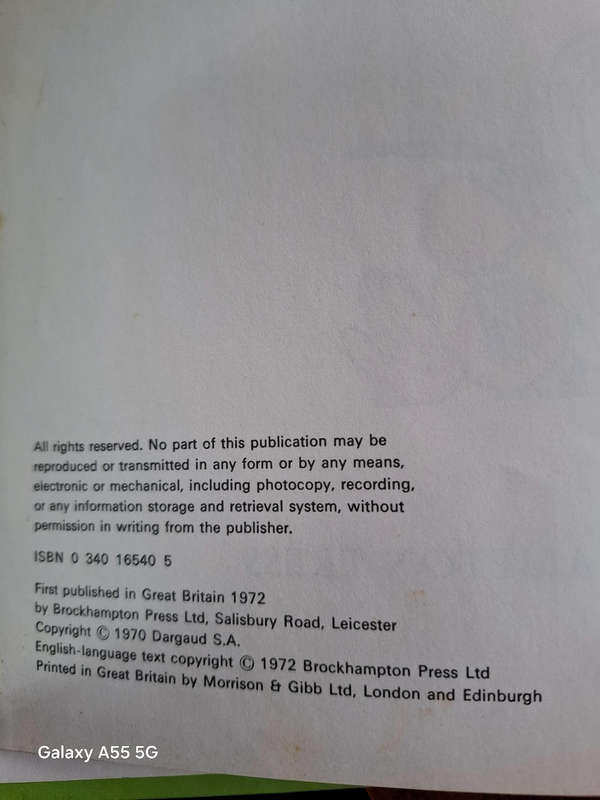 All rights reserved. No part of this publication may be
reproduced or transmitted in any form or by any means,
electronic or mechanical, including photocopy, recording,
or any information storage and retrieval system, without
permission in writing from the publisher.
ISBN 0 340 16540 5
First published in Great Britain 1972
by Brockhampton Press Ltd, Salisbury Road, Leicester
Copyright © 1970 Dargaud S.A.
English-language text copyright © 1972 Brockhampton Press Ltd
Printed in Great Britain by Morrison & Gibb Ltd, London and Edinburgh
Galaxy A55 5G